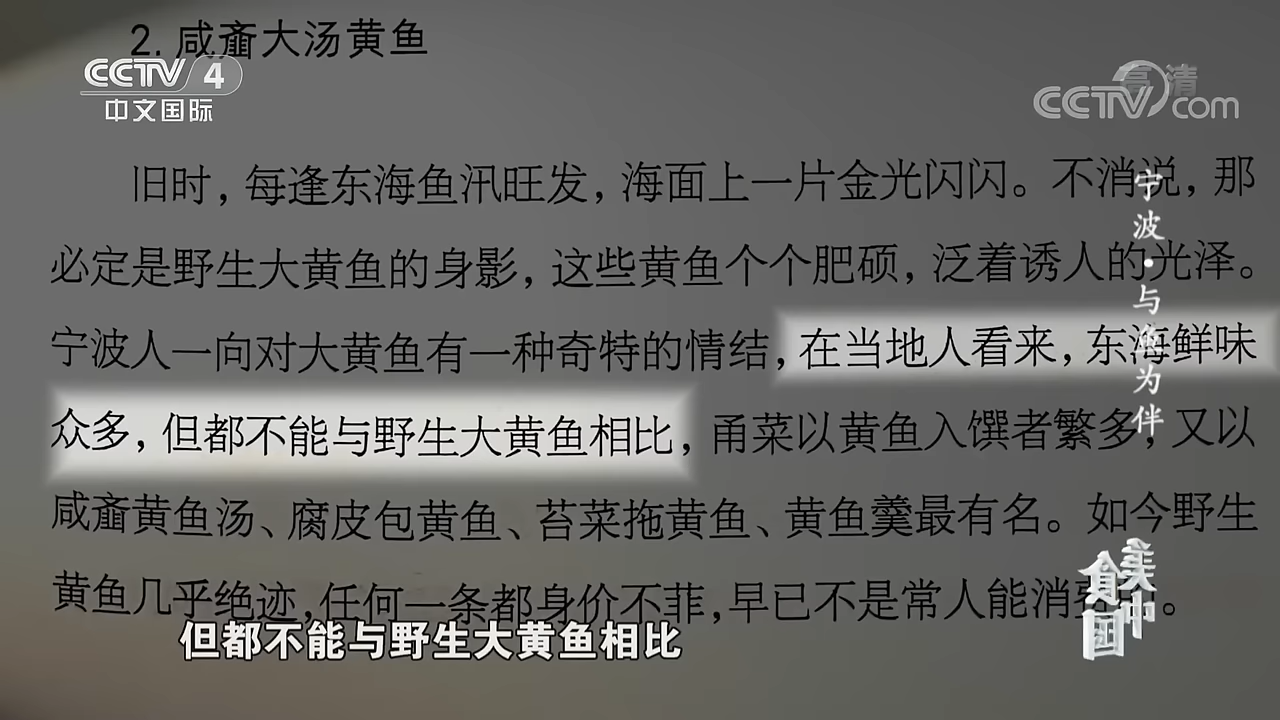 2. 咸齑大汤黄鱼
CCTV 4
中文国际
高清
CCTV com
旧时，每逢东海鱼汛旺发，海面上一片金光闪闪。不消说，那
必定是野生大黄鱼的身影，这些黄鱼个个肥硕，泛着诱人的光泽。
宁波人一向对大黄鱼有一种奇特的情结，在当地人看来，东海鲜味
众多，但都不能与野生大黄鱼相比，甬菜以黄鱼入馔者繁多，又以
咸齑黄鱼汤、腐皮包黄鱼、苔菜拖黄鱼、黄鱼羹最有名。如今野生
黄鱼几乎绝迹，任何一条都身价不菲，早已不是常人能消费的。
宁波·与鱼为伴
美食中国
但都不能与野生大黄鱼相比